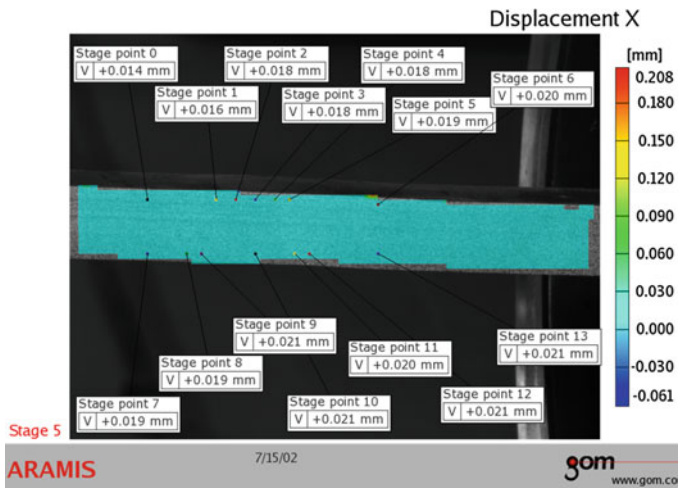 Displacement X
[mm]
0.208
0.180
0.150
0.120
0.090
0.060
0.030
0.000
-0.030
-0.061
Stage point 0
V +0.014 mm
Stage point 2
V +0.018 mm
Stage point 4
V +0.018 mm
Stage point 6
V +0.020 mm
Stage point 1
V +0.016 mm
Stage point 3
V +0.018 mm
Stage point 5
V +0.019 mm
Stage point 9
V +0.021 mm
Stage point 13
V +0.021 mm
Stage point 11
V +0.020 mm
Stage point 8
V +0.019 mm
Stage point 12
V +0.021 mm
Stage point 7
V +0.019 mm
Stage point 10
V +0.021 mm
Stage 5
ARAMIS
7/15/02
gom
www.gom.co